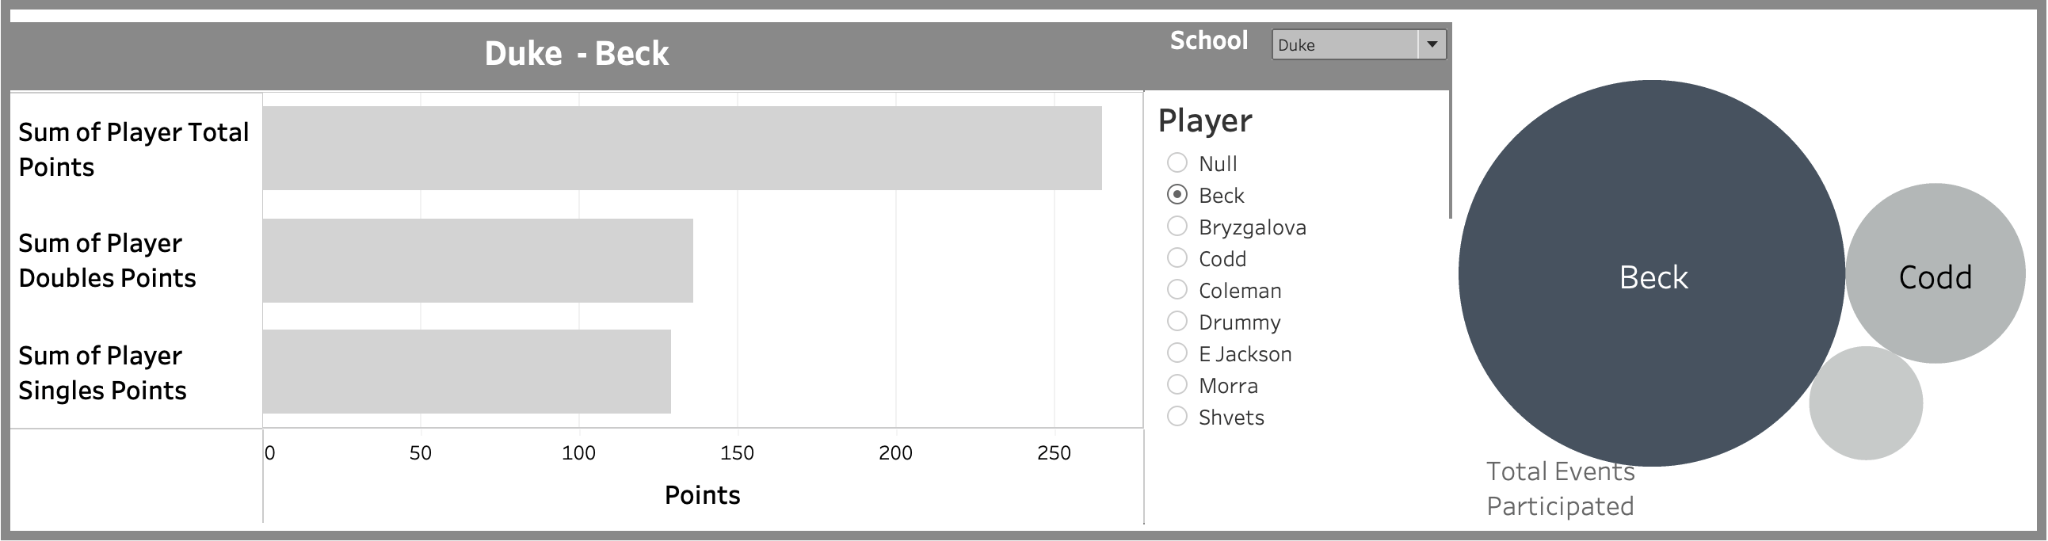 Duke - Beck
School
Duke
Sum of Player Total
Points
Sum of Player
Doubles Points
Sum of Player
Singles Points
0 50 100 150 200 250
Points
Player
Null
Beck
Bryzgalova
Codd
Coleman
Drummy
E Jackson
Morra
Shvets
Beck
Codd
Total Events
Participated